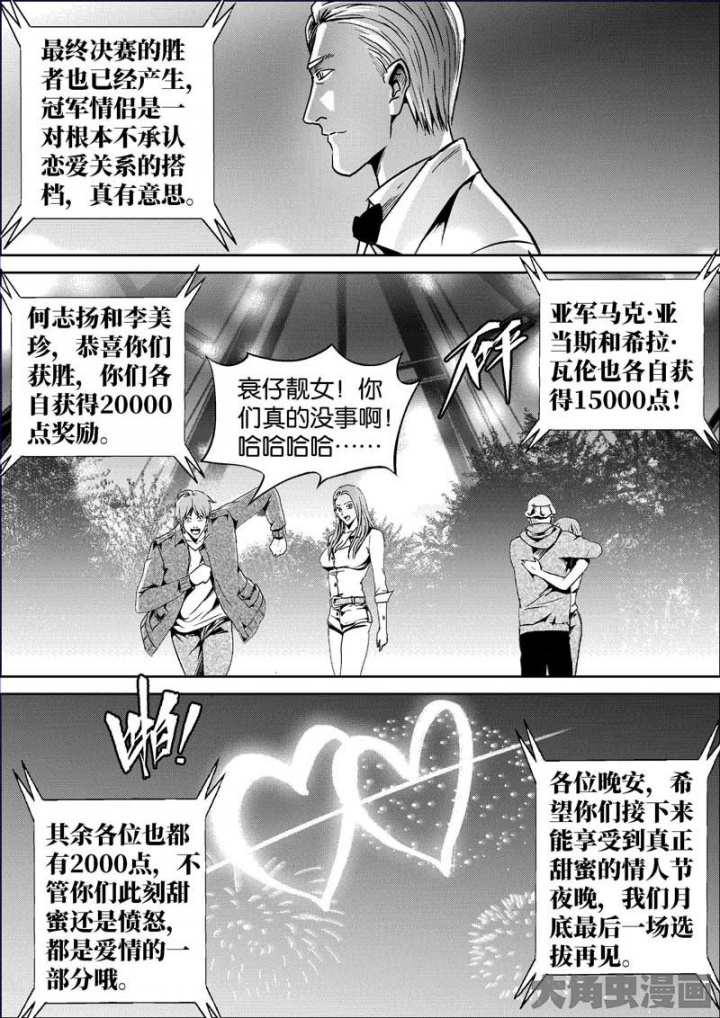 最终决赛的胜
者也已经产生，
冠军情侣是一
对根本不承认
恋爱关系的搭
档，真有意思。
何志扬和李美
珍，恭喜你们
获胜，你们各
自获得20000
点奖励。
衰仔靓女！你
们真的没事啊！
哈哈哈哈……
砰
亚军马克·亚
当斯和希拉·
瓦伦也各自获
得15000点！
啪！
其余各位也都
有2000点，不
管你们此刻甜
蜜还是愤怒，
都是爱情的一
部分哦。
各位晚安，希
望你们接下来
能享受到真正
甜蜜的情人节
夜晚，我们月
底最后一场选
拔再见。
大角虫漫画